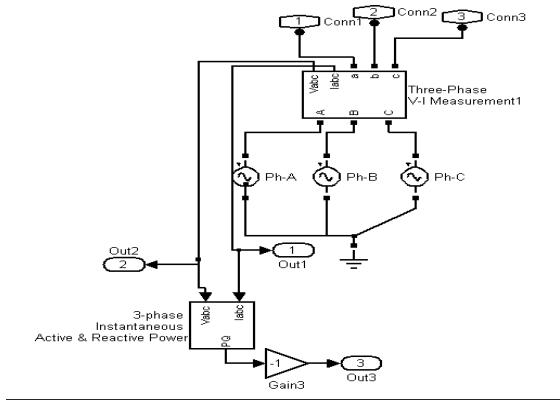 1
Conn1
2
Conn2
3
Conn3
Vabc
Iabc
a
b
c
A
B
C
Three-Phase
V-I Measurement1
Ph-A
Ph-B
Ph-C
Out2
2
1
Out1
3-phase
Instantaneous
Active & Reactive Power
Vabc
Iabc
PQ
-1
Gain3
3
Out3